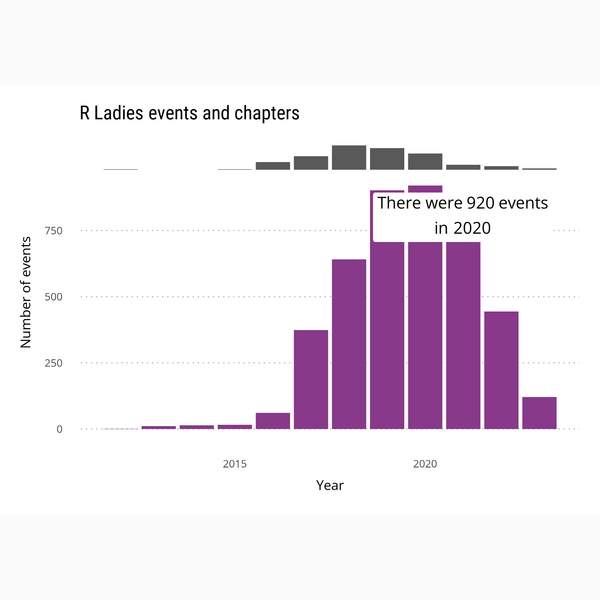 R Ladies events and chapters
There were 920 events
in 2020
750
500
250
0
Number of events
2015 2020
Year